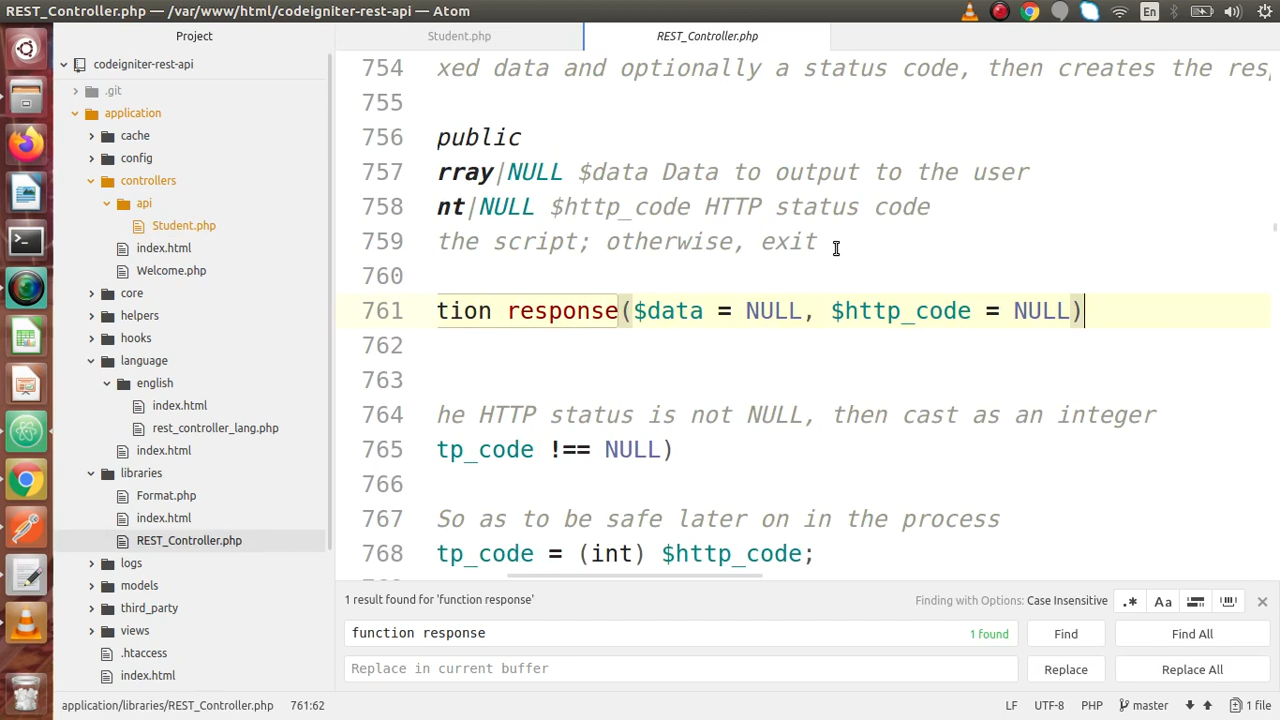 REST_Controller.php — /var/www/html/codeigniter-rest-api — Atom
En
Project
codeigniter-rest-api
.git
application
cache
config
controllers
api
Student.php
index.html
Welcome.php
core
helpers
hooks
language
english
index.html
rest_controller_lang.php
index.html
libraries
Format.php
index.html
REST_Controller.php
logs
models
third_party
views
.htaccess
index.html
Student.php
REST_Controller.php
754 xed data and optionally a status code, then creates the resp
755
756 public
757 rray|NULL $data Data to output to the user
758 nt|NULL $http_code HTTP status code
759 the script; otherwise, exit
760
761 tion response($data = NULL, $http_code = NULL)
762
763
764 he HTTP status is not NULL, then cast as an integer
765 tp_code !== NULL)
766
767 So as to be safe later on in the process
768 tp_code = (int) $http_code;
1 result found for 'function response'
Finding with Options: Case Insensitive
.* Aa
function response
1 found
Find
Find All
Replace in current buffer
Replace
Replace All
application/libraries/REST_Controller.php 761:62
LF UTF-8 PHP master 1 file